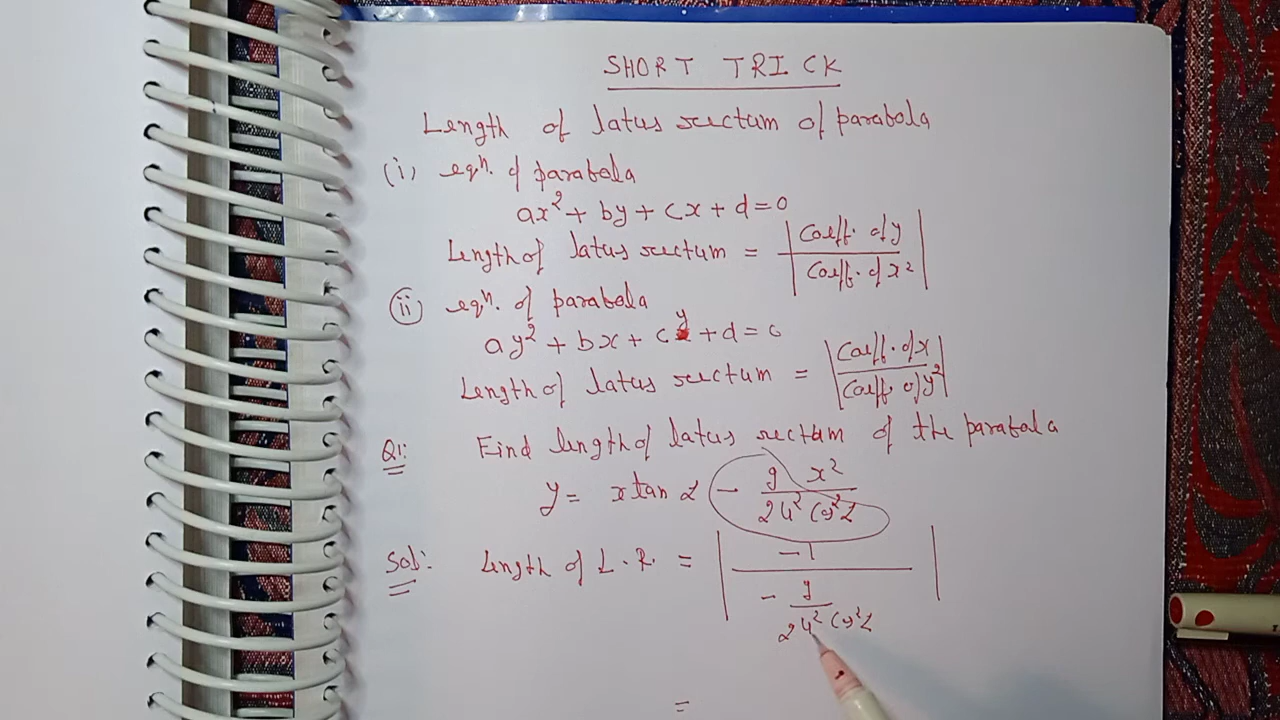 SHORT TRICK
Length of latus rectum of parabola
(i) eqn. of parabola
ax² + by + cx + d = 0
Length of latus rectum = |Coeff. of y / Coeff. of x²|
(ii) eqn. of parabola
ay² + bx + cy + d = 0
Length of latus rectum = |Coeff. of x / Coeff. of y²|
Q1: Find length of latus rectum of the parabola
y = x tan α - g x² / 2u² cos² α
Sol: Length of L.R. = |-1 / - g / 2u² cos² α|
=